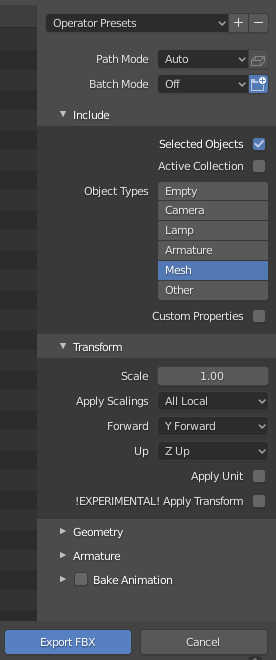 Operator Presets
Path Mode Auto
Batch Mode Off
Include
Selected Objects
Active Collection
Object Types Empty
Camera
Lamp
Armature
Mesh
Other
Custom Properties
Transform
Scale 1.00
Apply Scalings All Local
Forward Y Forward
Up Z Up
Apply Unit
!EXPERIMENTAL! Apply Transform
Geometry
Armature
Bake Animation
Export FBX Cancel